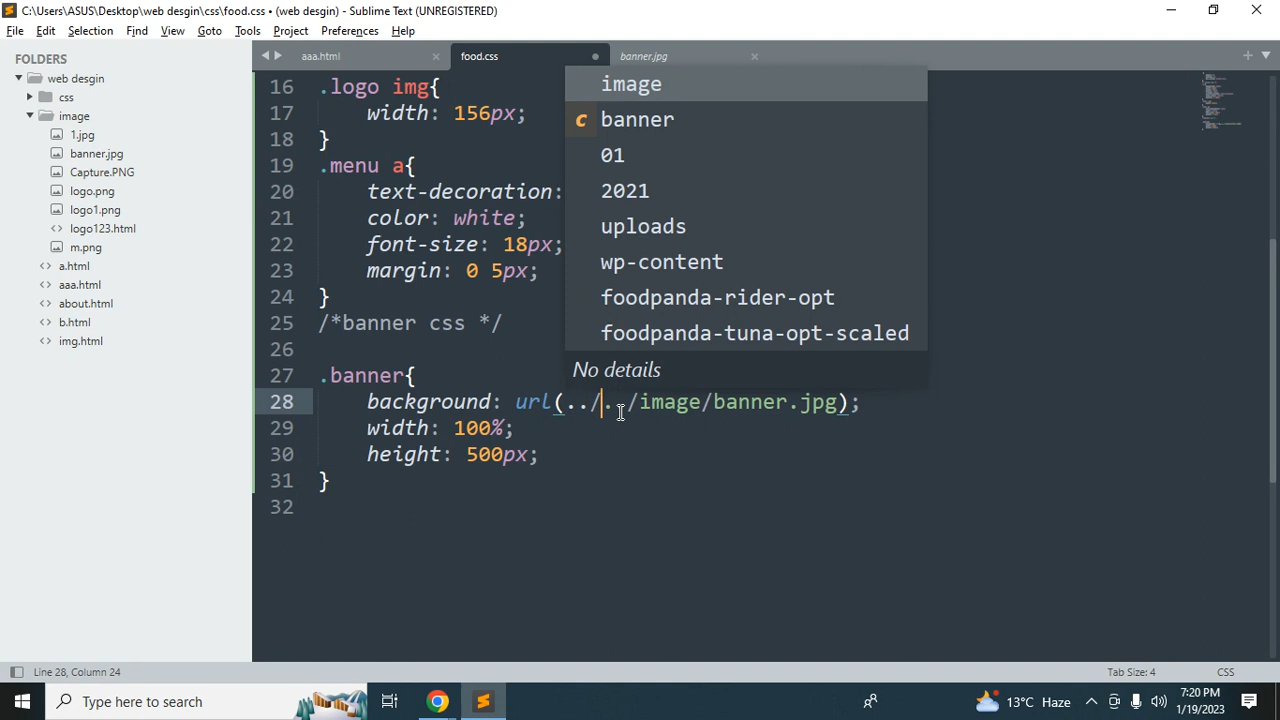 C:\Users\ASUS\Desktop\web desgin\css\food.css • (web desgin) - Sublime Text (UNREGISTERED)
File Edit Selection Find View Goto Tools Project Preferences Help
FOLDERS
web desgin
css
image
1.jpg
banner.jpg
Capture.PNG
logo.png
logo1.png
logo123.html
m.png
a.html
aaa.html
about.html
b.html
img.html
aaa.html food.css banner.jpg
16 .logo img{
17 width: 156px;
18 }
19 .menu a{
20 text-decoration:
21 color: white;
22 font-size: 18px;
23 margin: 0 5px;
24 }
25 /*banner css */
26
27 .banner{
28 background: url(../../image/banner.jpg);
29 width: 100%;
30 height: 500px;
31 }
32
image
c banner
01
2021
uploads
wp-content
foodpanda-rider-opt
foodpanda-tuna-opt-scaled
No details
Line 28, Column 24
Tab Size: 4
CSS
Type here to search
13°C Haze
7:20 PM
1/19/2023